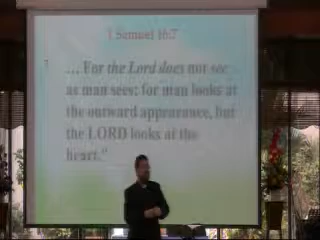 1 Samuel 16:7
… For the Lord does not see
as man sees; for man looks at
the outward appearance, but
the LORD looks at the
heart."